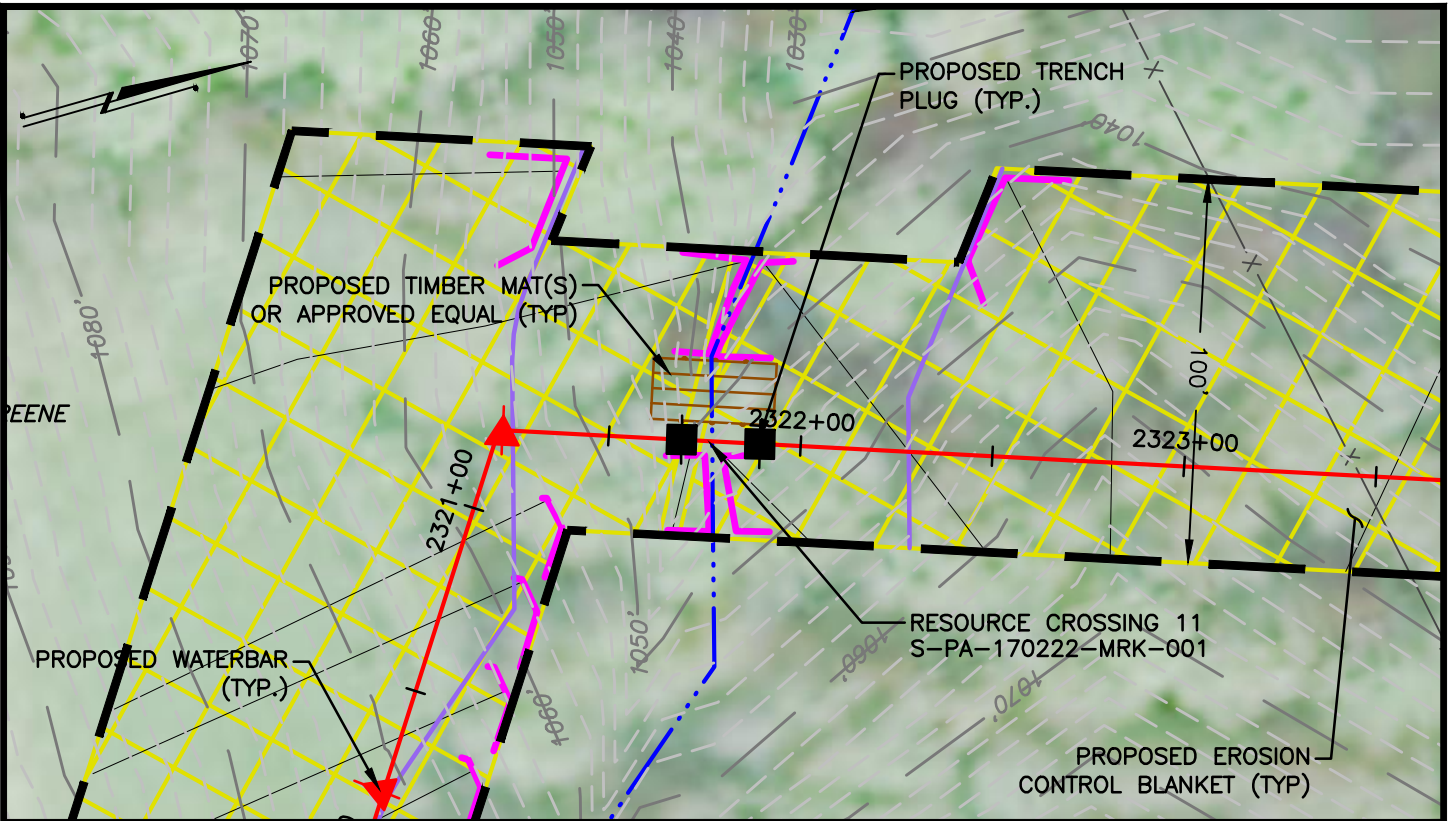 1070'
1060'
1050'
1040'
1030'
PROPOSED TRENCH
PLUG (TYP.)
1040'
PROPOSED TIMBER MAT(S)
OR APPROVED EQUAL (TYP)
1080'
100'
REENE
2322+00
2323+00
2321+00
RESOURCE CROSSING 11
S-PA-170222-MRK-001
1050'
1060'
1060'
1070'
PROPOSED WATERBAR
(TYP.)
PROPOSED EROSION
CONTROL BLANKET (TYP)